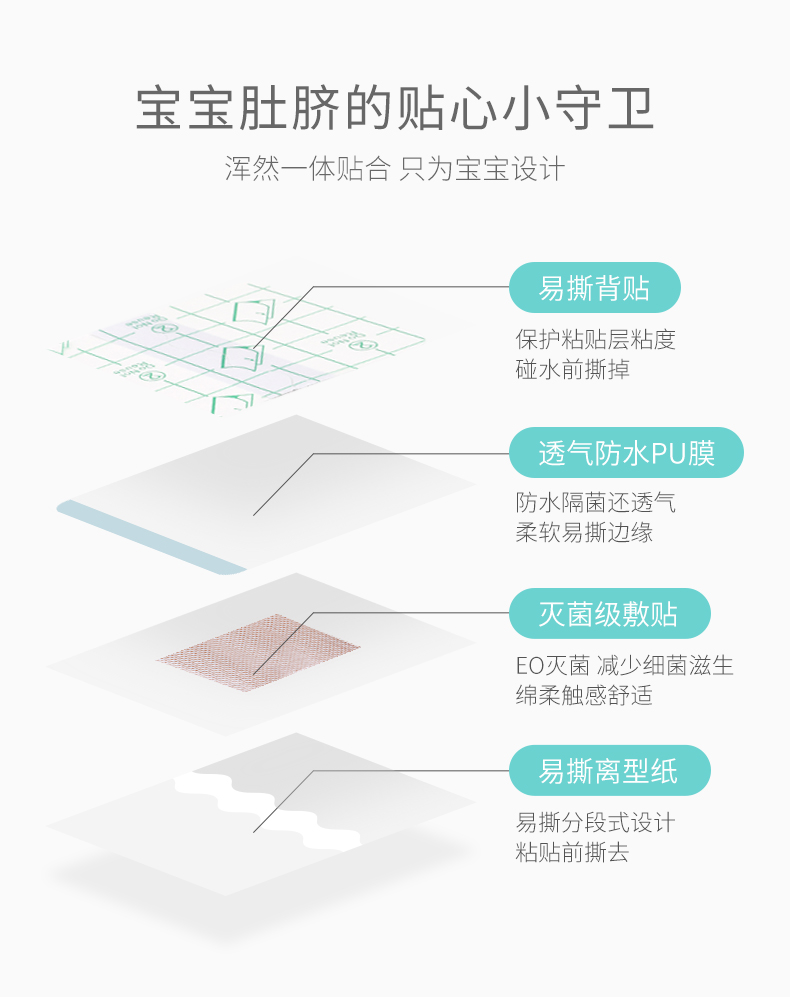 宝宝肚脐的贴心小守卫
浑然一体贴合 只为宝宝设计
易撕背贴
保护粘贴层粘度
碰水前撕掉
透气防水PU膜
防水隔菌还透气
柔软易撕边缘
灭菌级敷贴
EO灭菌 减少细菌滋生
绵柔触感舒适
易撕离型纸
易撕分段式设计
粘贴前撕去